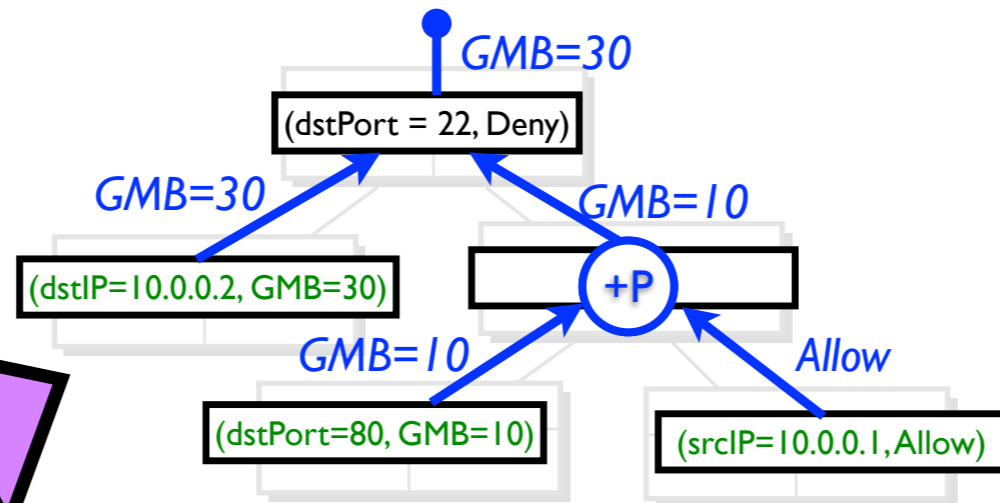 GMB=30
(dstPort = 22, Deny)
GMB=30
GMB=10
(dstIP=10.0.0.2, GMB=30)
+P
GMB=10
Allow
(dstPort=80, GMB=10)
(srcIP=10.0.0.1, Allow)